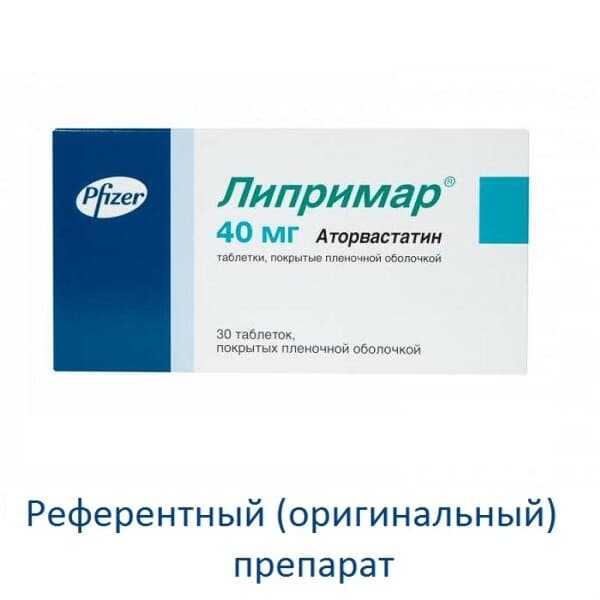 Pfizer
Липримар®
40 мг Аторвастатин
таблетки, покрытые пленочной оболочкой
30 таблеток,
покрытых пленочной оболочкой
Референтный (оригинальный)
препарат